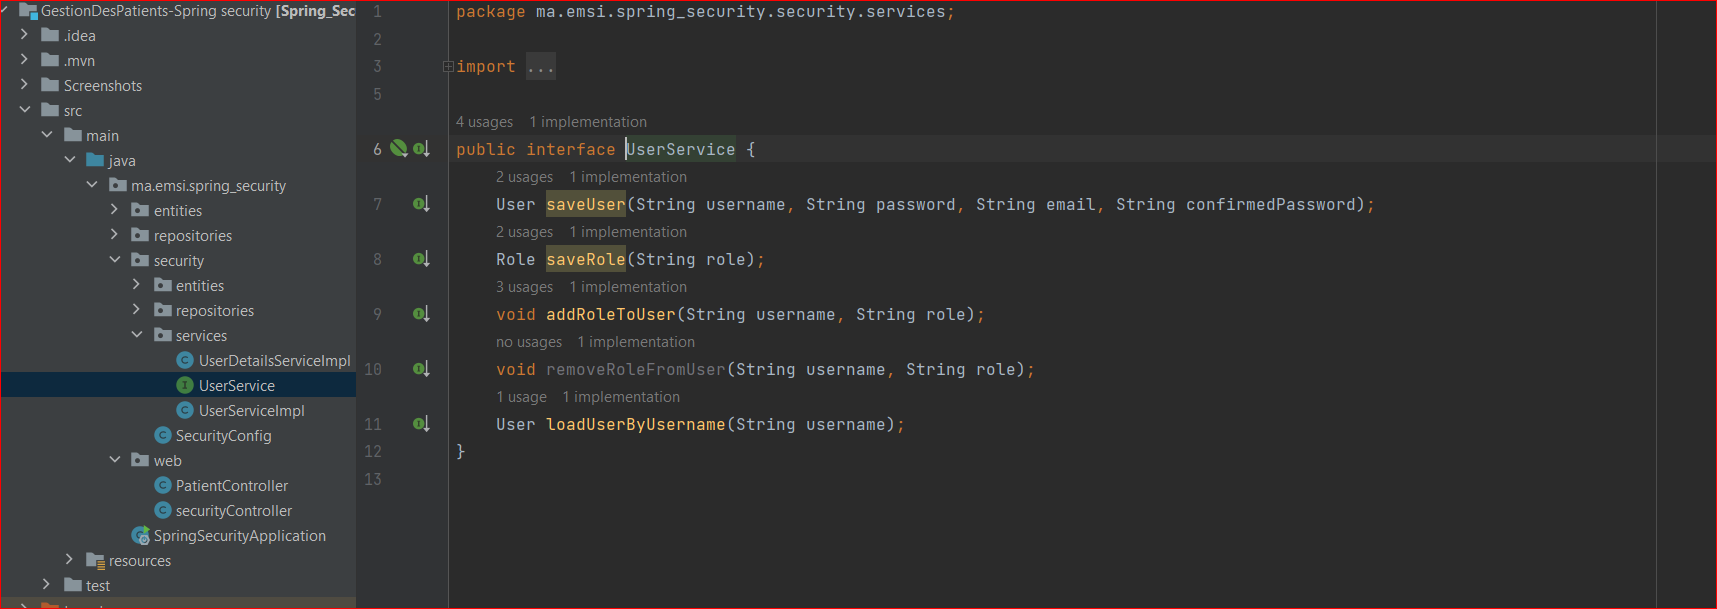 GestionDesPatients-Spring security [Spring_Sec
.idea
.mvn
Screenshots
src
main
java
ma.emsi.spring_security
entities
repositories
security
entities
repositories
services
UserDetailsServiceImpl
UserService
UserServiceImpl
SecurityConfig
web
PatientController
securityController
SpringSecurityApplication
resources
test
1 package ma.emsi.spring_security.security.services;
2
3 import ...
5
4 usages 1 implementation
6 public interface UserService {
2 usages 1 implementation
7 User saveUser(String username, String password, String email, String confirmedPassword);
2 usages 1 implementation
8 Role saveRole(String role);
3 usages 1 implementation
9 void addRoleToUser(String username, String role);
no usages 1 implementation
10 void removeRoleFromUser(String username, String role);
1 usage 1 implementation
11 User loadUserByUsername(String username);
12 }
13